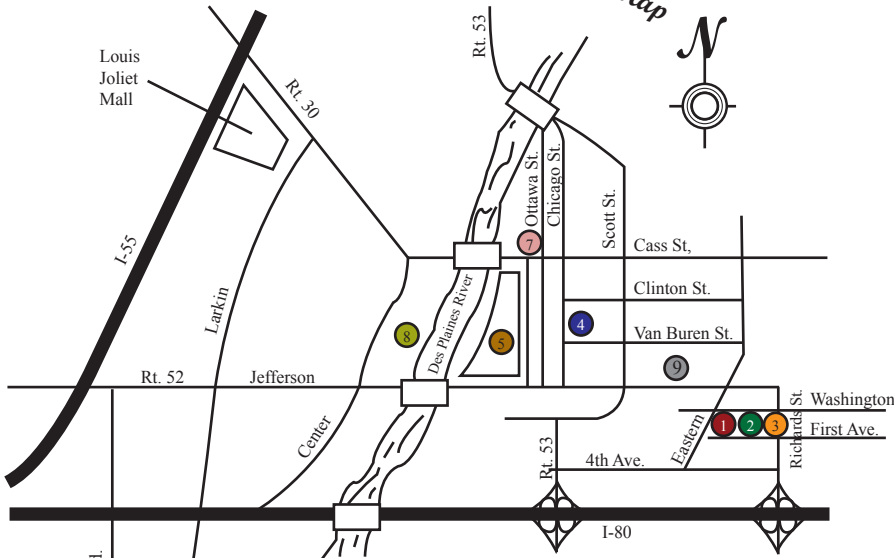 Map
N
Louis
Joliet
Mall
Rt. 30
Rt. 53
I-55
Larkin
Ottawa St.
Chicago St.
Scott St.
7
Cass St,
Clinton St.
4
Van Buren St.
8
Des Plaines River
5
9
Rt. 52
Jefferson
Center
Washington
Richards St.
1
2
3
First Ave.
Eastern
Rt. 53
4th Ave.
I-80
d.